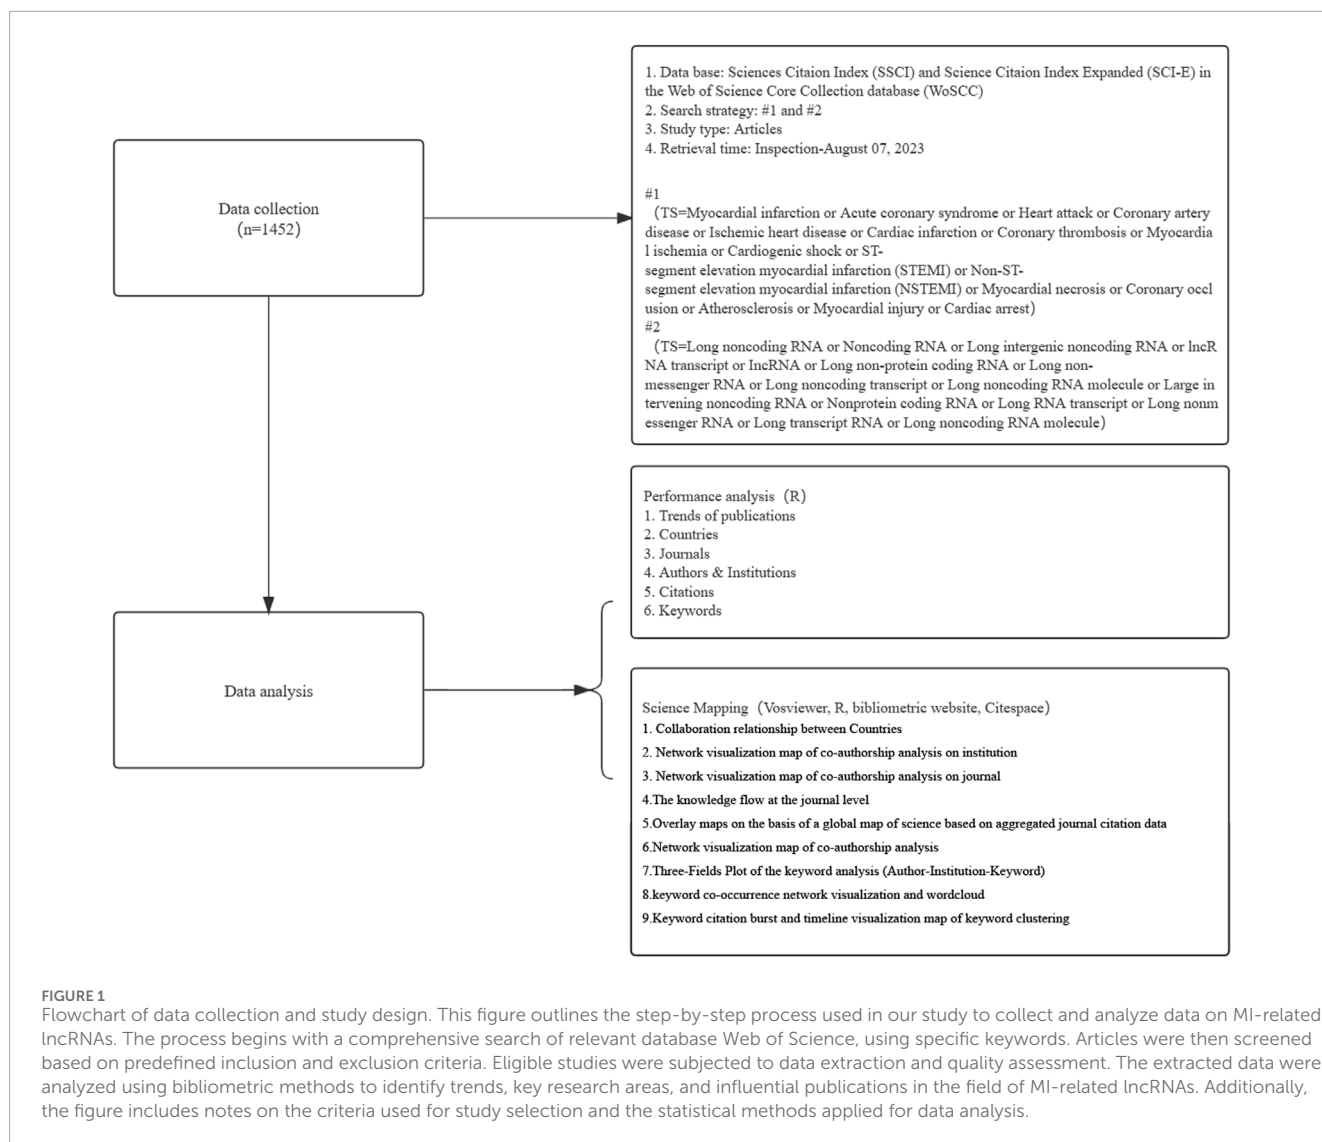 Data collection
(n=1452)
1. Data base: Sciences Citaion Index (SSCI) and Science Citaion Index Expanded (SCI-E) in
the Web of Science Core Collection database (WoSCC)
2. Search strategy: #1 and #2
3. Study type: Articles
4. Retrieval time: Inspection-August 07, 2023
#1
（TS=Myocardial infarction or Acute coronary syndrome or Heart attack or Coronary artery
disease or Ischemic heart disease or Cardiac infarction or Coronary thrombosis or Myocardia
l ischemia or Cardiogenic shock or ST-
segment elevation myocardial infarction (STEMI) or Non-ST-
segment elevation myocardial infarction (NSTEMI) or Myocardial necrosis or Coronary occl
usion or Atherosclerosis or Myocardial injury or Cardiac arrest）
#2
（TS=Long noncoding RNA or Noncoding RNA or Long intergenic noncoding RNA or lncR
NA transcript or lncRNA or Long non-protein coding RNA or Long non-
messenger RNA or Long noncoding transcript or Long noncoding RNA molecule or Large in
tervening noncoding RNA or Nonprotein coding RNA or Long RNA transcript or Long nonm
essenger RNA or Long transcript RNA or Long noncoding RNA molecule）
Data analysis
Performance analysis（R）
1. Trends of publications
2. Countries
3. Journals
4. Authors & Institutions
5. Citations
6. Keywords
Science Mapping（Vosviewer, R, bibliometric website, Citespace）
1. Collaboration relationship between Countries
2. Network visualization map of co-authorship analysis on institution
3. Network visualization map of co-authorship analysis on journal
4.The knowledge flow at the journal level
5.Overlay maps on the basis of a global map of science based on aggregated journal citation data
6.Network visualization map of co-authorship analysis
7.Three-Fields Plot of the keyword analysis (Author-Institution-Keyword)
8.keyword co-occurrence network visualization and wordcloud
9.Keyword citation burst and timeline visualization map of keyword clustering
FIGURE 1
Flowchart of data collection and study design. This figure outlines the step-by-step process used in our study to collect and analyze data on MI-related
lncRNAs. The process begins with a comprehensive search of relevant database Web of Science, using specific keywords. Articles were then screened
based on predefined inclusion and exclusion criteria. Eligible studies were subjected to data extraction and quality assessment. The extracted data were
analyzed using bibliometric methods to identify trends, key research areas, and influential publications in the field of MI-related lncRNAs. Additionally,
the figure includes notes on the criteria used for study selection and the statistical methods applied for data analysis.